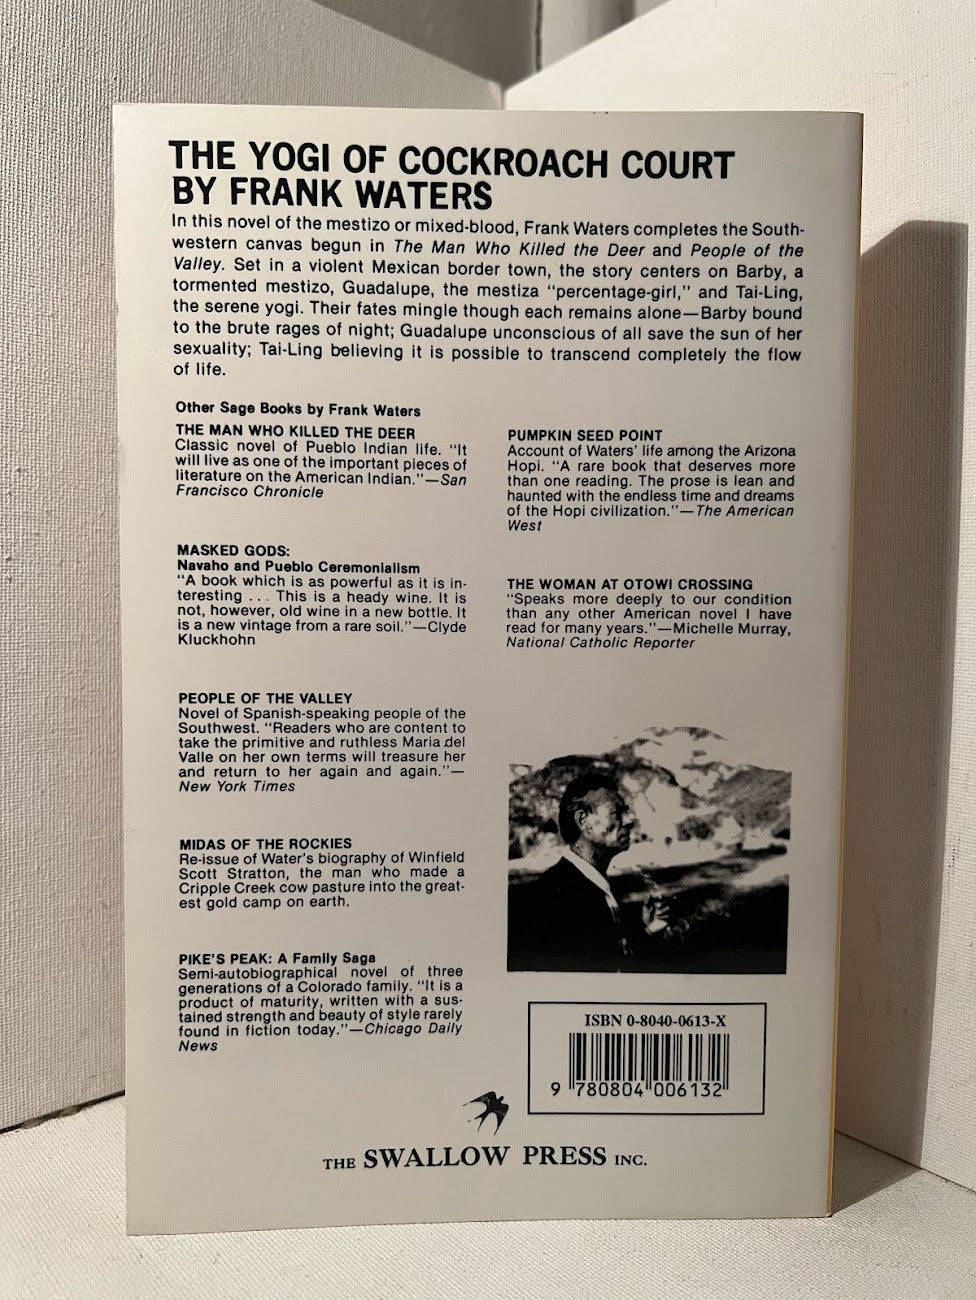 THE YOGI OF COCKROACH COURT
BY FRANK WATERS
In this novel of the mestizo or mixed-blood, Frank Waters completes the South-
western canvas begun in The Man Who Killed the Deer and People of the
Valley. Set in a violent Mexican border town, the story centers on Barby, a
tormented mestizo, Guadalupe, the mestiza "percentage-girl," and Tai-Ling,
the serene yogi. Their fates mingle though each remains alone—Barby bound
to the brute rages of night; Guadalupe unconscious of all save the sun of her
sexuality; Tai-Ling believing it is possible to transcend completely the flow
of life.
Other Sage Books by Frank Waters
THE MAN WHO KILLED THE DEER
Classic novel of Pueblo Indian life. "It
will live as one of the important pieces of
literature on the American Indian."—San
Francisco Chronicle
MASKED GODS:
Navaho and Pueblo Ceremonialism
"A book which is as powerful as it is in-
teresting . . . This is a heady wine. It is
not, however, old wine in a new bottle. It
is a new vintage from a rare soil."—Clyde
Kluckhohn
PEOPLE OF THE VALLEY
Novel of Spanish-speaking people of the
Southwest. "Readers who are content to
take the primitive and ruthless Maria del
Valle on her own terms will treasure her
and return to her again and again."—
New York Times
MIDAS OF THE ROCKIES
Re-issue of Water's biography of Winfield
Scott Stratton, the man who made a
Cripple Creek cow pasture into the great-
est gold camp on earth.
PIKE'S PEAK: A Family Saga
Semi-autobiographical novel of three
generations of a Colorado family. "It is a
product of maturity, written with a sus-
tained strength and beauty of style rarely
found in fiction today."—Chicago Daily
News
PUMPKIN SEED POINT
Account of Waters' life among the Arizona
Hopi. "A rare book that deserves more
than one reading. The prose is lean and
haunted with the endless time and dreams
of the Hopi civilization."—The American
West
THE WOMAN AT OTOWI CROSSING
"Speaks more deeply to our condition
than any other American novel I have
read for many years."—Michelle Murray,
National Catholic Reporter
ISBN 0-8040-0613-X
9 780804 006132
THE SWALLOW PRESS INC.